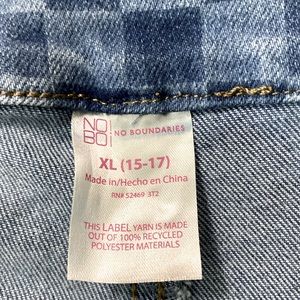 NO
BO
NO BOUNDARIES
XL (15-17)
Made in/Hecho en China
RN# 52469 3T2
THIS LABEL YARN IS MADE
OUT OF 100% RECYCLED
POLYESTER MATERIALS